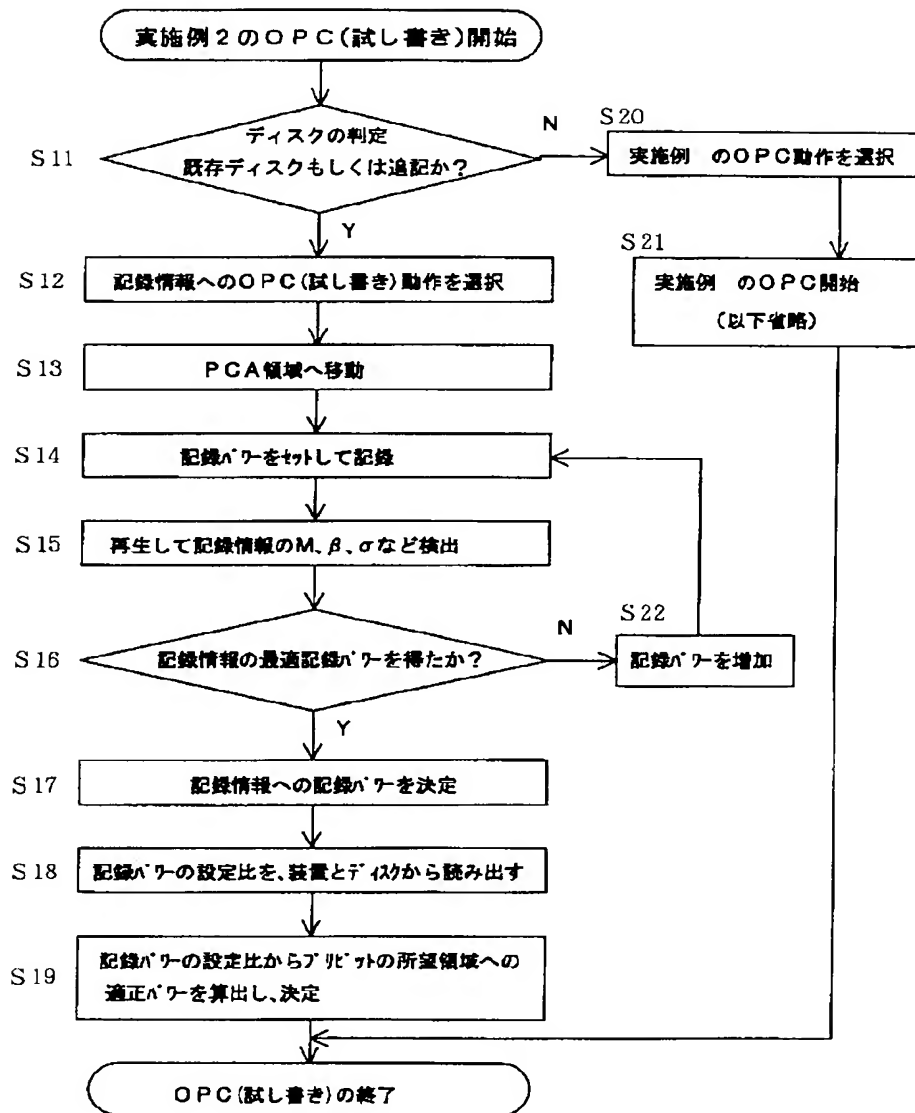 実施例2のOPC(試し書き)開始
S11
ディスクの判定
既存ディスクもしくは追記か?
N
Y
S20
実施例 のOPC動作を選択
S21
実施例 のOPC開始
(以下省略)
S12
記録情報へのOPC(試し書き)動作を選択
S13
PCA領域へ移動
S14
記録パワーをセットして記録
S15
再生して記録情報のM、β、σなど検出
S16
記録情報の最適記録パワーを得たか?
N
Y
S22
記録パワーを増加
S17
記録情報への記録パワーを決定
S18
記録パワーの設定比を、装置とディスクから読み出す
S19
記録パワーの設定比からプリピットの所望領域への
適正パワーを算出し、決定
OPC(試し書き)の終了